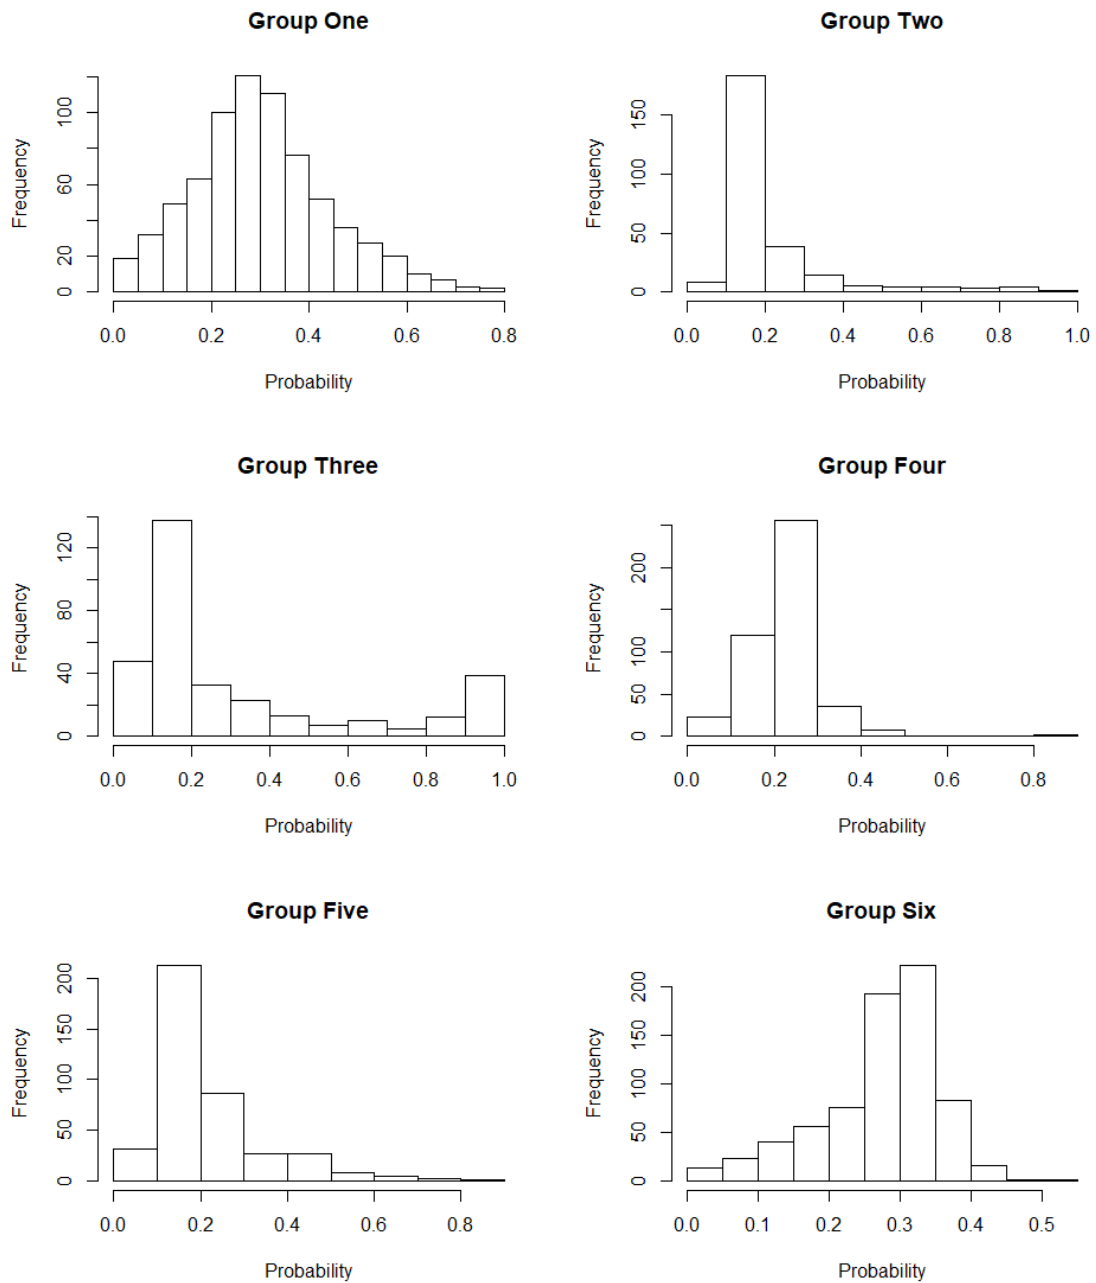 Group One
Frequency
0 20 60 100
0.0 0.2 0.4 0.6 0.8
Probability
Group Two
Frequency
0 50 100 150
0.0 0.2 0.4 0.6 0.8 1.0
Probability
Group Three
Frequency
0 40 80 120
0.0 0.2 0.4 0.6 0.8 1.0
Probability
Group Four
Frequency
0 50 100 200
0.0 0.2 0.4 0.6 0.8
Probability
Group Five
Frequency
0 50 100 150 200
0.0 0.2 0.4 0.6 0.8
Probability
Group Six
Frequency
0 50 100 150 200
0.0 0.1 0.2 0.3 0.4 0.5
Probability